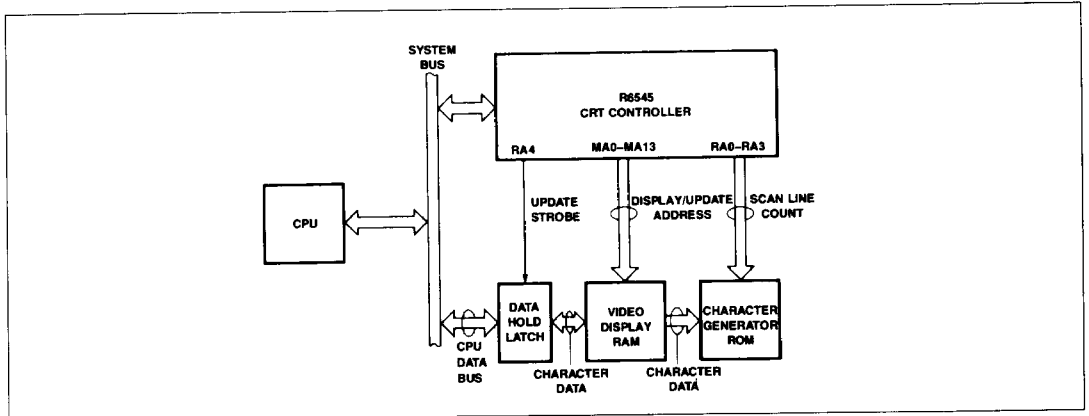 SYSTEM
BUS
R6545
CRT CONTROLLER
RA4
MA0–MA13
RA0–RA3
UPDATE
STROBE
DISPLAY/UPDATE
ADDRESS
SCAN LINE
COUNT
CPU
DATA
HOLD
LATCH
VIDEO
DISPLAY
RAM
CHARACTER
GENERATOR
ROM
CPU
DATA
BUS
CHARACTER
DATA
CHARACTER
DATA